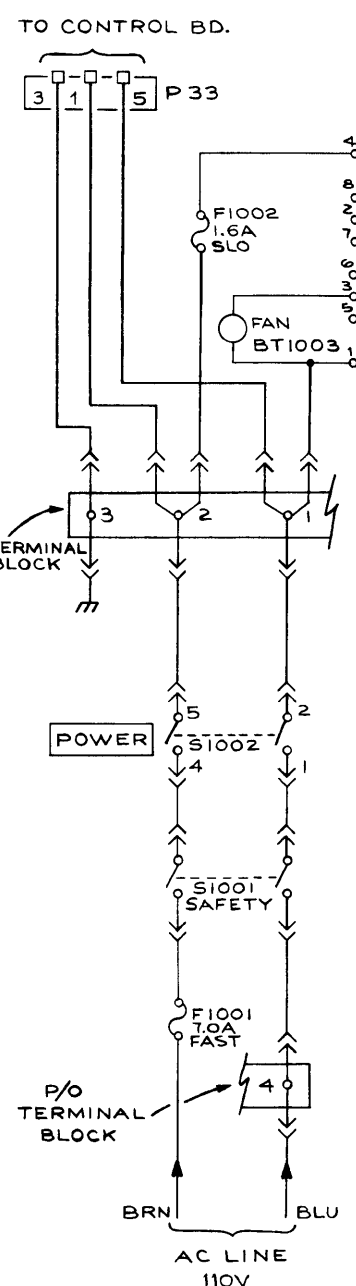 TO CONTROL BD.
3 1 5 P33
4
8
2
7
6
3
5
1
F1002
1.6A
SLO
FAN
BT1003
3 2 1
TERMINAL
BLOCK
5 2
POWER
S1002
4 1
S1001
SAFETY
F1001
7.0A
FAST
4
P/O
TERMINAL
BLOCK
BRN BLU
AC LINE
110V